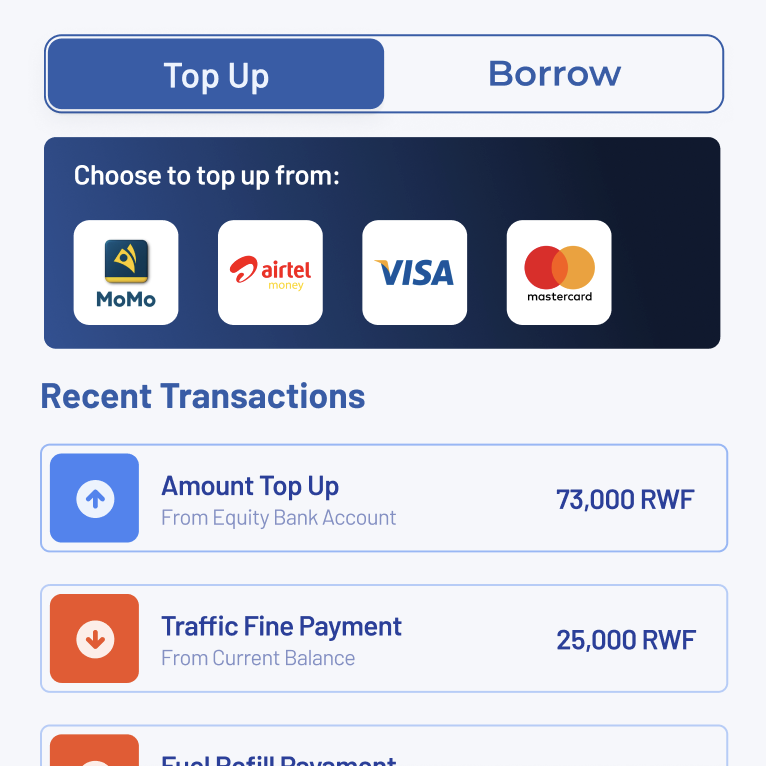 Top Up
Borrow
Choose to top up from:
MoMo
airtel
money
VISA
mastercard
Recent Transactions
Amount Top Up
From Equity Bank Account
73,000 RWF
Traffic Fine Payment
From Current Balance
25,000 RWF
Fuel Refill Payament